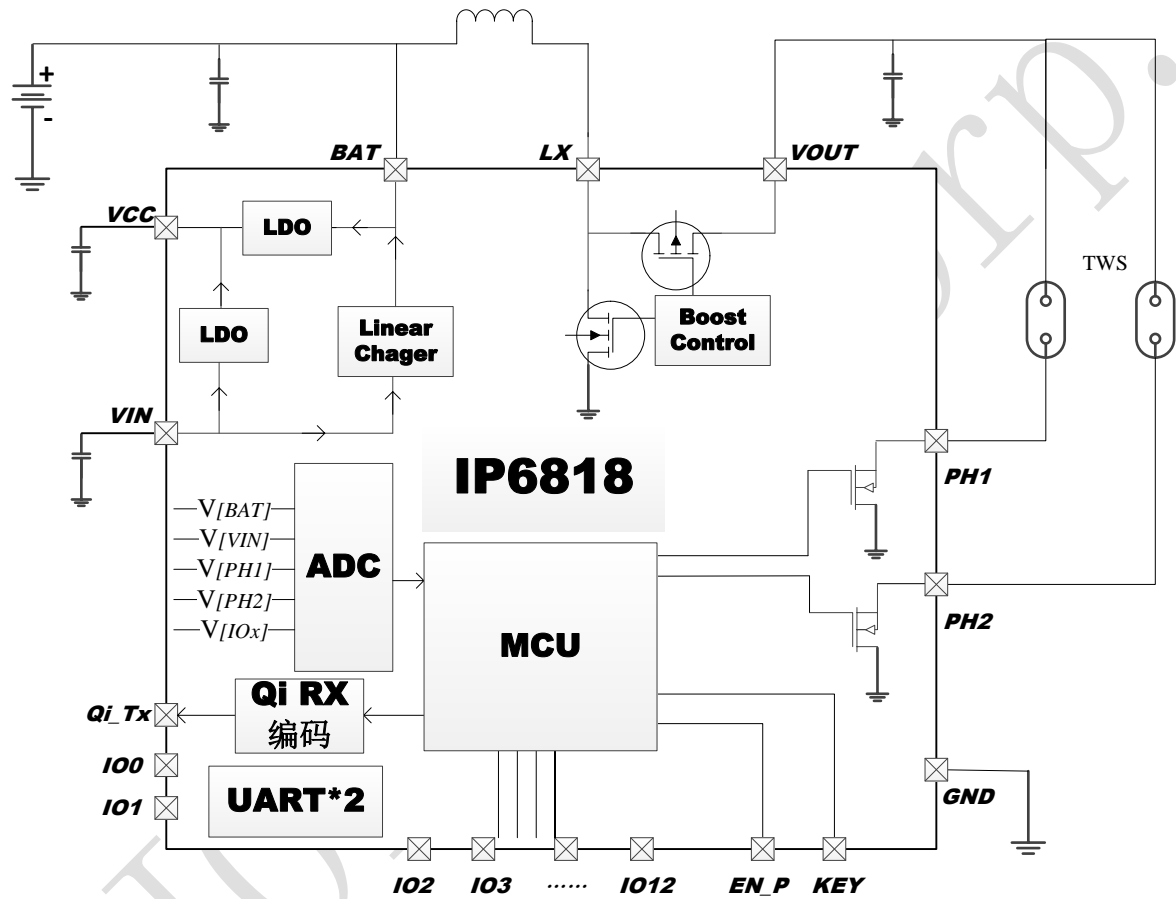 +
-
BAT
LX
VOUT
VCC
LDO
TWS
LDO
Linear
Chager
Boost
Control
VIN
IP6818
PH1
V[BAT]
V[VIN]
V[PH1]
V[PH2]
V[IOx]
ADC
MCU
PH2
Qi_Tx
Qi RX
编码
IO0
IO1
UART*2
GND
IO2
IO3
······
IO12
EN_P
KEY
orp.